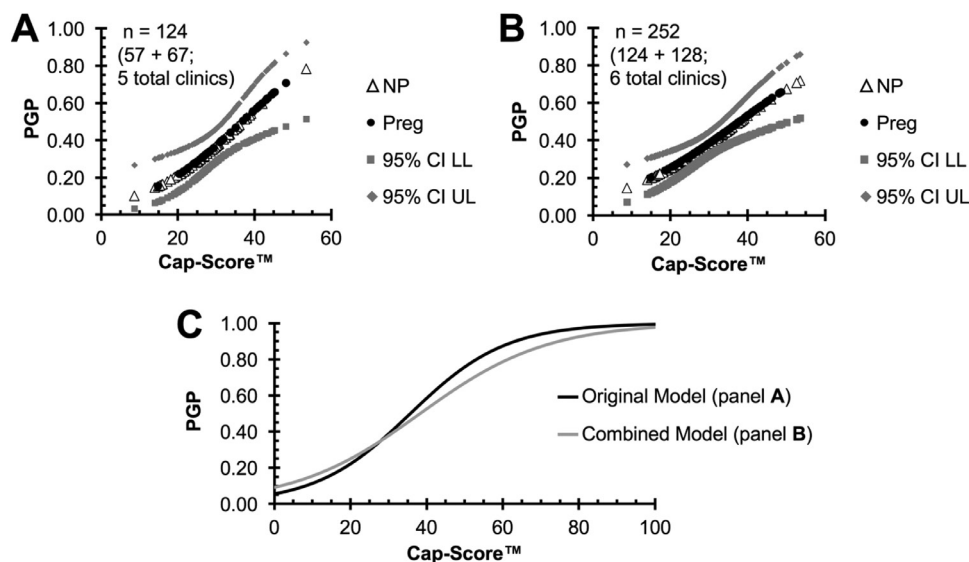 A
n = 124
(57 + 67;
5 total clinics)
PGP
1.00
0.80
0.60
0.40
0.20
0.00
0 20 40 60
Cap-Score™
NP
Preg
95% CI LL
95% CI UL
B
n = 252
(124 + 128;
6 total clinics)
PGP
1.00
0.80
0.60
0.40
0.20
0.00
0 20 40 60
Cap-Score™
NP
Preg
95% CI LL
95% CI UL
C
PGP
1.00
0.80
0.60
0.40
0.20
0.00
0 20 40 60 80 100
Cap-Score™
Original Model (panel A)
Combined Model (panel B)